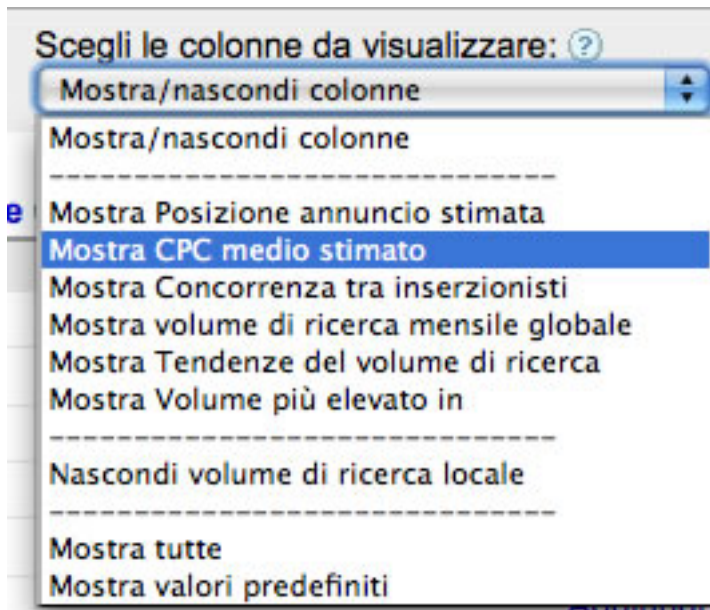 Scegli le colonne da visualizzare: ?
Mostra/nascondi colonne
Mostra/nascondi colonne
--------------------------------
e
Mostra Posizione annuncio stimata
Mostra CPC medio stimato
Mostra Concorrenza tra inserzionisti
Mostra volume di ricerca mensile globale
Mostra Tendenze del volume di ricerca
Mostra Volume più elevato in
--------------------------------
Nascondi volume di ricerca locale
--------------------------------
Mostra tutte
Mostra valori predefiniti